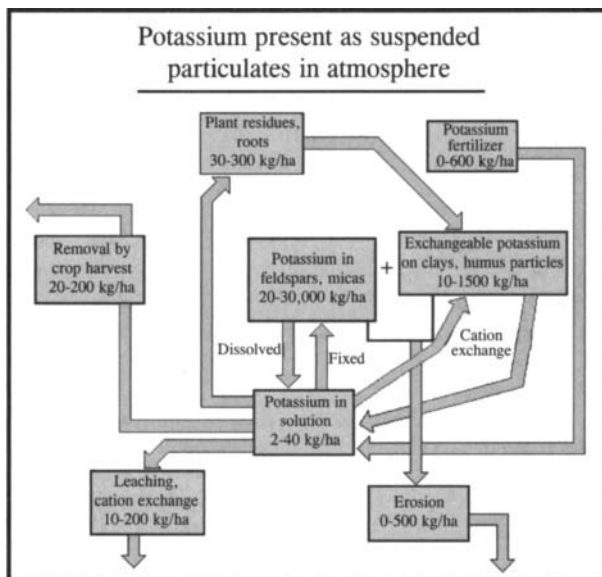 Potassium present as suspended
particulates in atmosphere
Plant residues,
roots
30-300 kg/ha
Potassium
fertilizer
0-600 kg/ha
Removal by
crop harvest
20-200 kg/ha
Potassium in
feldspars, micas
20-30,000 kg/ha
+
Exchangeable potassium
on clays, humus particles
10-1500 kg/ha
Dissolved
Fixed
Cation
exchange
Potassium in
solution
2-40 kg/ha
Leaching,
cation exchange
10-200 kg/ha
Erosion
0-500 kg/ha